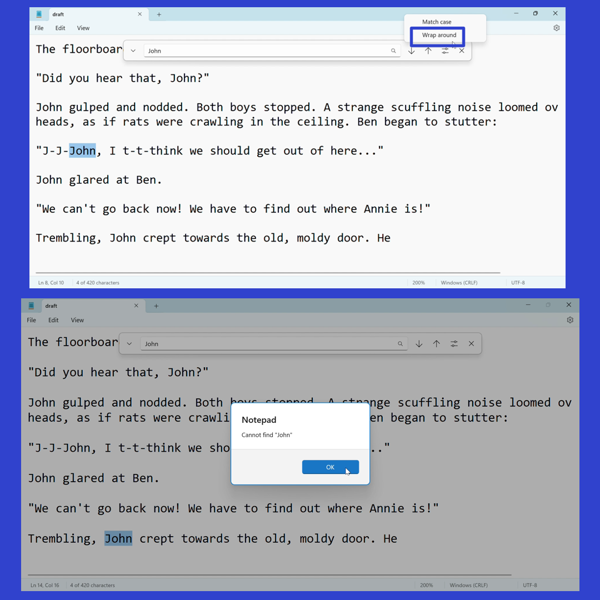 draft
Match case
Wrap around
File Edit View
The floorboar
John
"Did you hear that, John?"
John gulped and nodded. Both boys stopped. A strange scuffling noise loomed ov
heads, as if rats were crawling in the ceiling. Ben began to stutter:
"J-J-John, I t-t-think we should get out of here..."
John glared at Ben.
"We can't go back now! We have to find out where Annie is!"
Trembling, John crept towards the old, moldy door. He
Ln 8, Col 16 4 of 420 characters 200% Windows (CRLF) UTF-8
draft
File Edit View
The floorboar
John
"Did you hear that, John?"
John gulped and nodded. Both boys stopped. A strange scuffling noise loomed ov
heads, as if rats were crawli en began to stutter:
"J-J-John, I t-t-think we sho .."
John glared at Ben.
"We can't go back now! We have to find out where Annie is!"
Trembling, John crept towards the old, moldy door. He
Notepad
Cannot find "John"
OK
Ln 14, Col 16 4 of 420 characters 200% Windows (CRLF) UTF-8